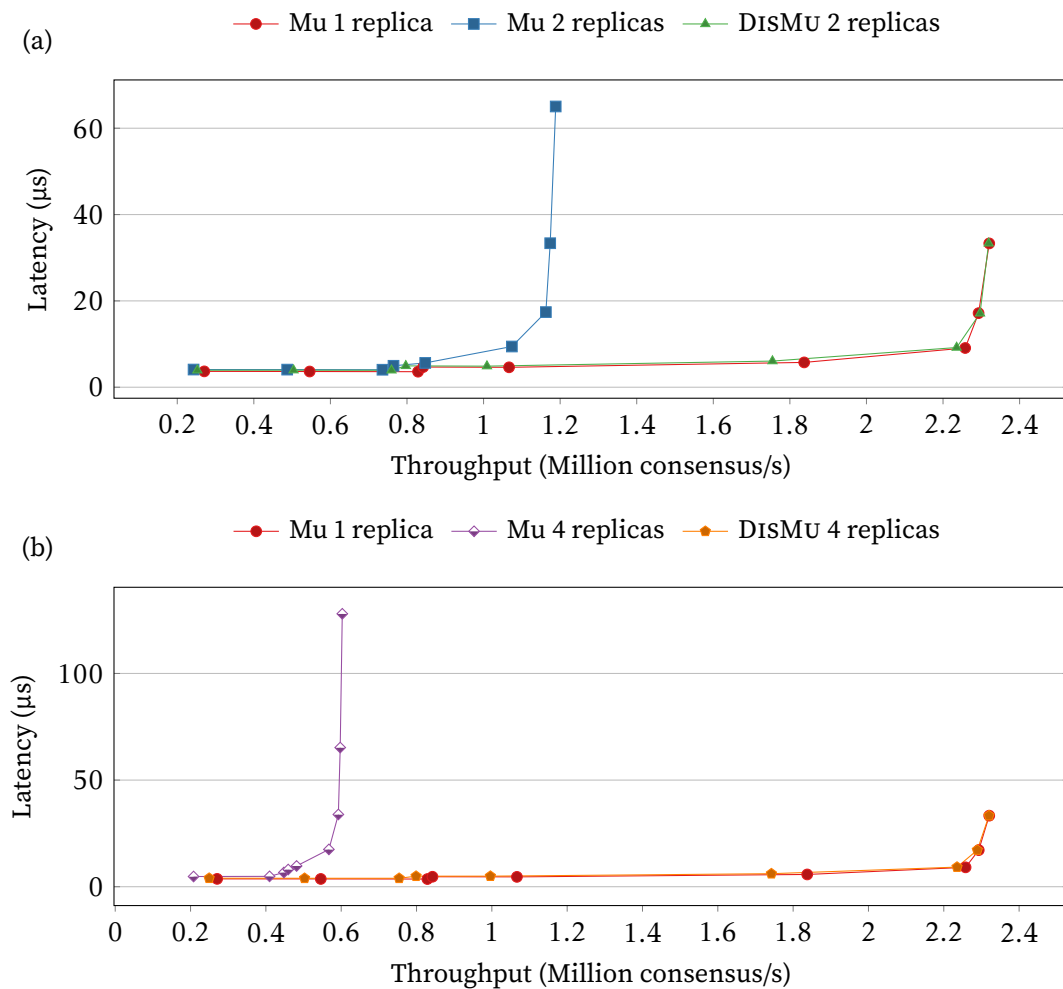 (a)
Mu 1 replica Mu 2 replicas DISMU 2 replicas
60
40
20
0
Latency (μs)
0.2 0.4 0.6 0.8 1 1.2 1.4 1.6 1.8 2 2.2 2.4
Throughput (Million consensus/s)
(b)
Mu 1 replica Mu 4 replicas DISMU 4 replicas
100
50
0
Latency (μs)
0 0.2 0.4 0.6 0.8 1 1.2 1.4 1.6 1.8 2 2.2 2.4
Throughput (Million consensus/s)